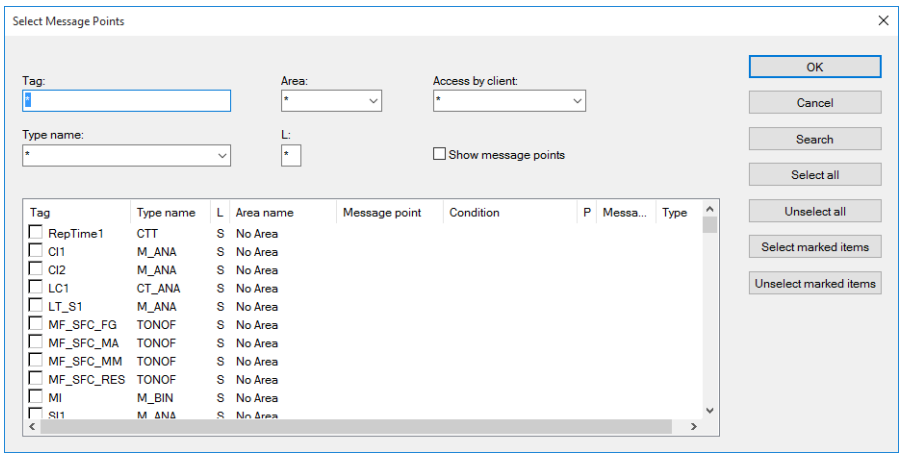 Select Message Points
Tag: Area: Access by client: OK
* * * Cancel
Type name: L: Search
* * Show message points
Select all
Tag Type name L Area name Message point Condition P Messa... Type Unselect all
RepTime1 CTT S No Area
CI1 M_ANA S No Area Select marked items
CI2 M_ANA S No Area
LC1 CT_ANA S No Area Unselect marked items
LT_S1 M_ANA S No Area
MF_SFC_FG TONOF S No Area
MF_SFC_MA TONOF S No Area
MF_SFC_MM TONOF S No Area
MF_SFC_RES TONOF S No Area
MI M_BIN S No Area
SI1 M_ANA S No Area